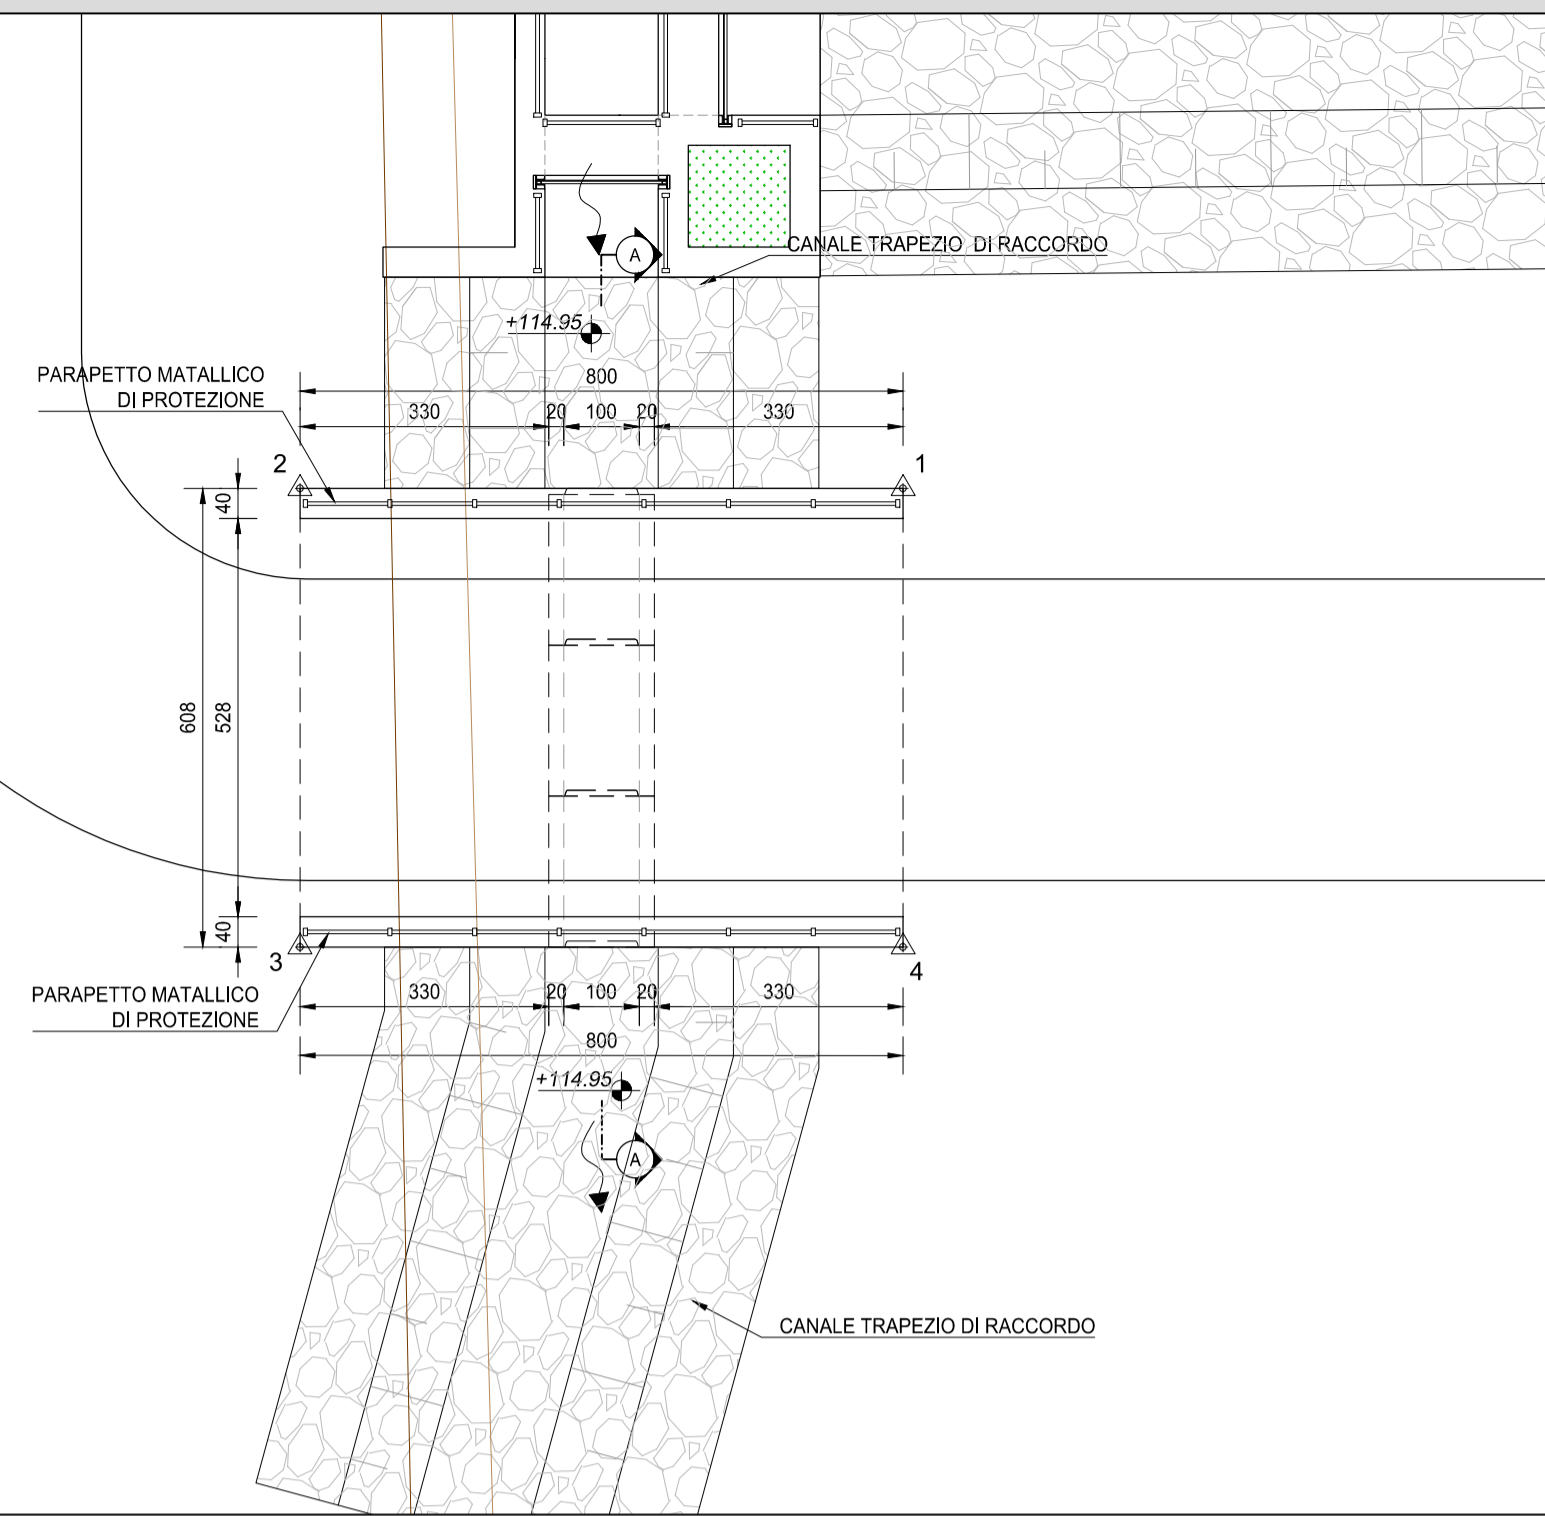 A
CANALE TRAPEZIO DI RACCORDO
+114.95
PARAPETTO MATALLICO
DI PROTEZIONE
800
330 20 100 20 330
2 1
40
608 528
40
3 4
PARAPETTO MATALLICO
DI PROTEZIONE
330 20 100 20 330
800
+114.95
A
CANALE TRAPEZIO DI RACCORDO